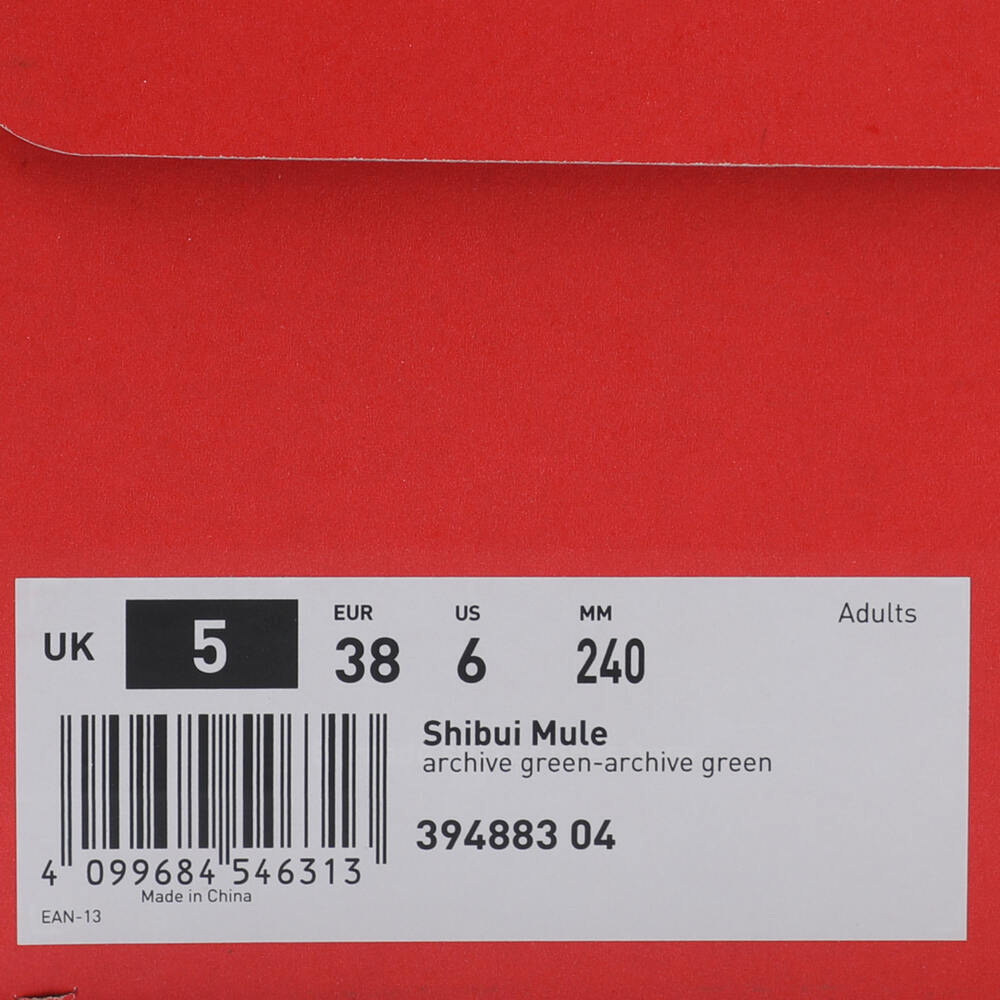 UK 5
EUR 38
US 6
MM 240
Adults
Shibui Mule
archive green-archive green
394883 04
4 099684 546313
Made in China
EAN-13